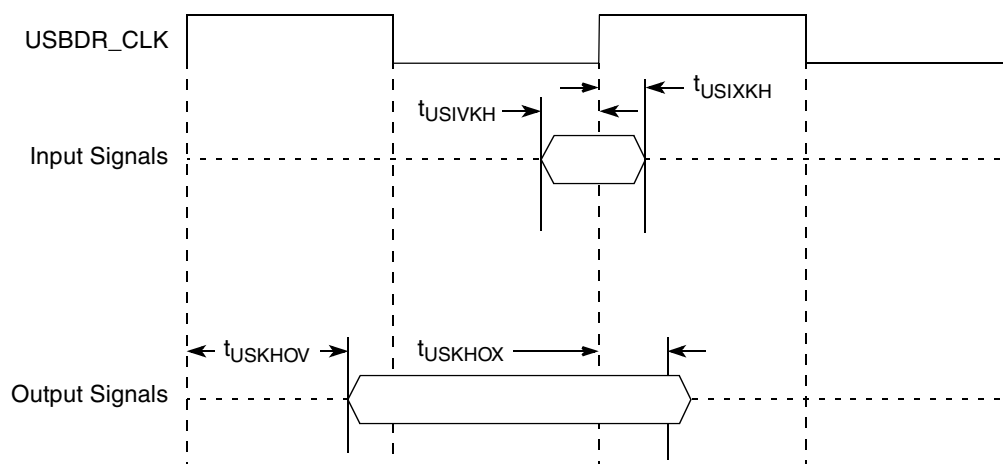 USBDR_CLK
tUSIXKH
tUSIVKH
Input Signals
tUSKHOV
tUSKHOX
Output Signals